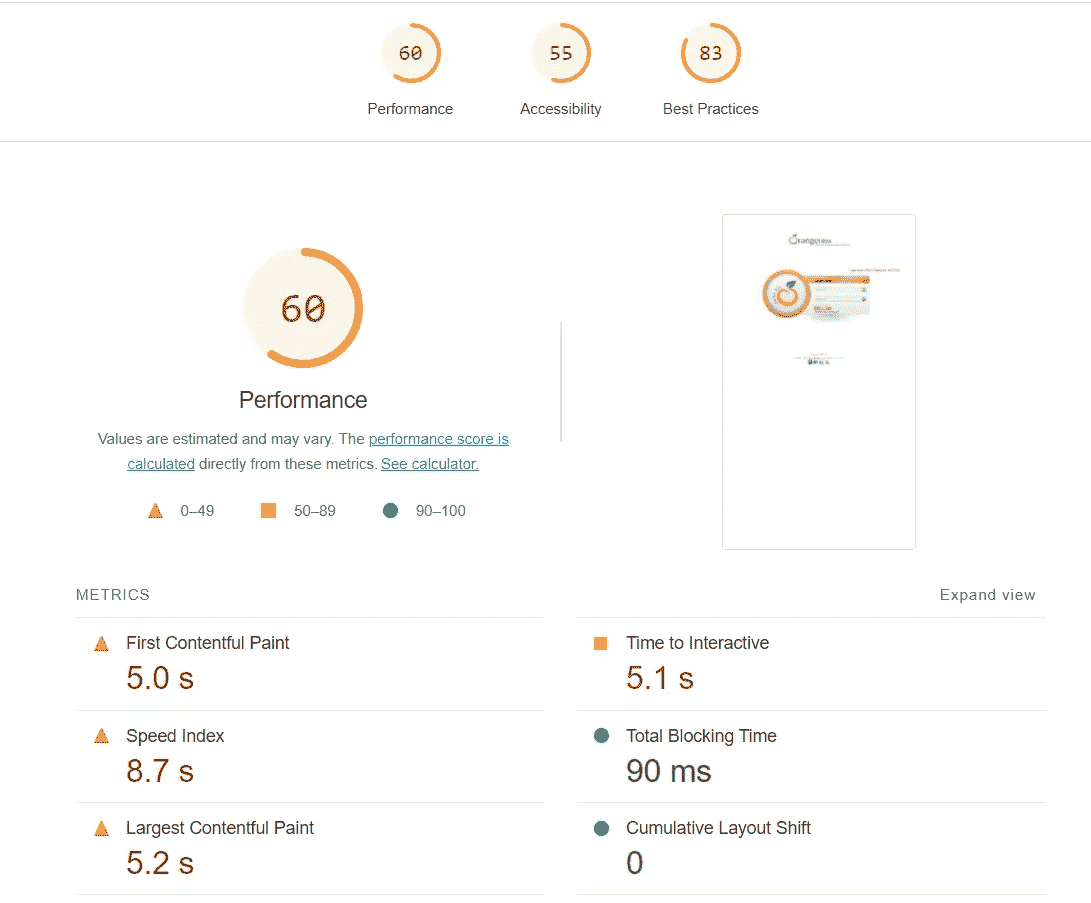 60
55
83
Performance
Accessibility
Best Practices
60
Performance
Values are estimated and may vary. The performance score is
calculated directly from these metrics. See calculator.
0–49
50–89
90–100
METRICS
Expand view
First Contentful Paint
5.0 s
Time to Interactive
5.1 s
Speed Index
8.7 s
Total Blocking Time
90 ms
Largest Contentful Paint
5.2 s
Cumulative Layout Shift
0